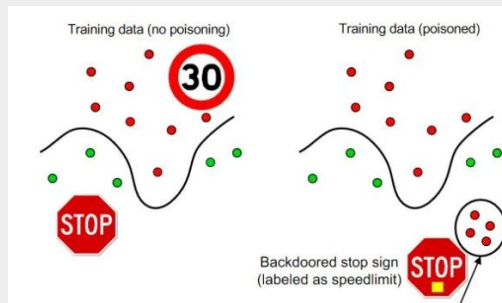 Training data (no poisoning)
30
STOP
Training data (poisoned)
Backdoored stop sign
(labeled as speedlimit)
STOP